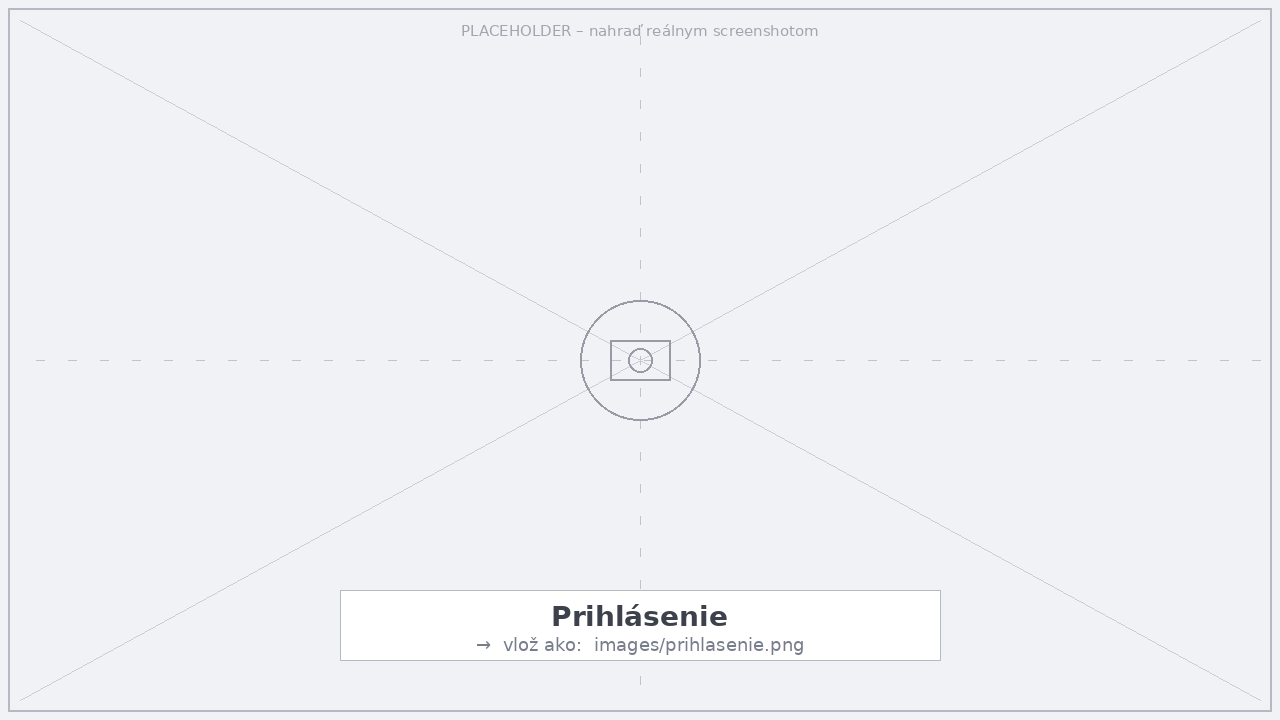 PLACEHOLDER – nahraď reálnym screenshotom
Prihlásenie
→ vlož ako: images/prihlasenie.png